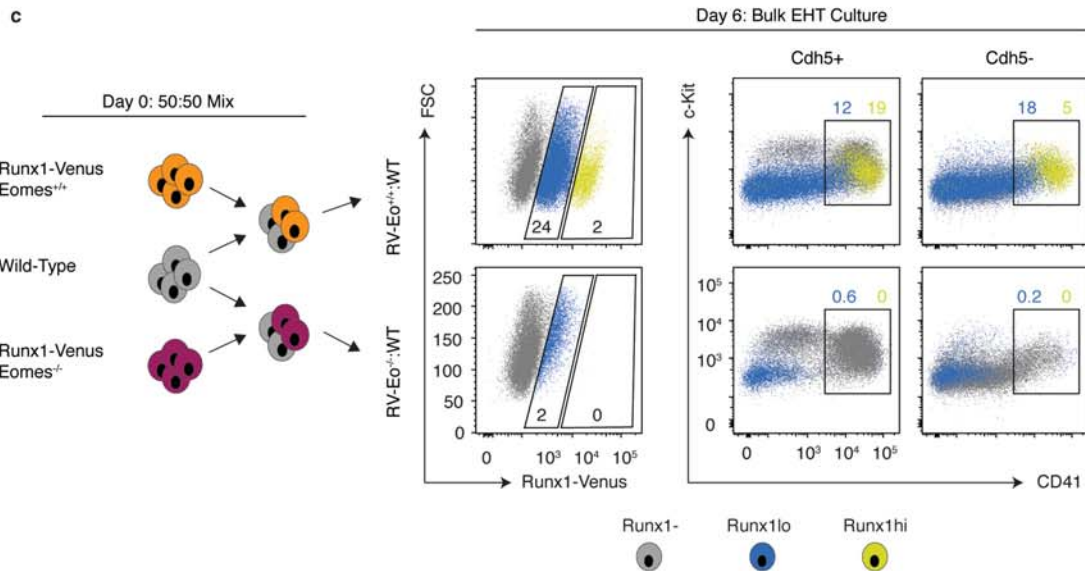 c
Day 6: Bulk EHT Culture
Day 0: 50:50 Mix
Runx1-Venus
Eomes+/+
Wild-Type
Runx1-Venus
Eomes-/-
FSC
RV-Eo+/+:WT
RV-Eo-/-:WT
24
2
250
200
150
100
50
0
2
0
0
10³
10⁴
10⁵
Runx1-Venus
Cdh5+
Cdh5-
c-Kit
12
19
18
5
10⁵
10⁴
10³
0
0.6
0
0.2
0
0
10³
10⁴
10⁵
CD41
Runx1-
Runx1lo
Runx1hi